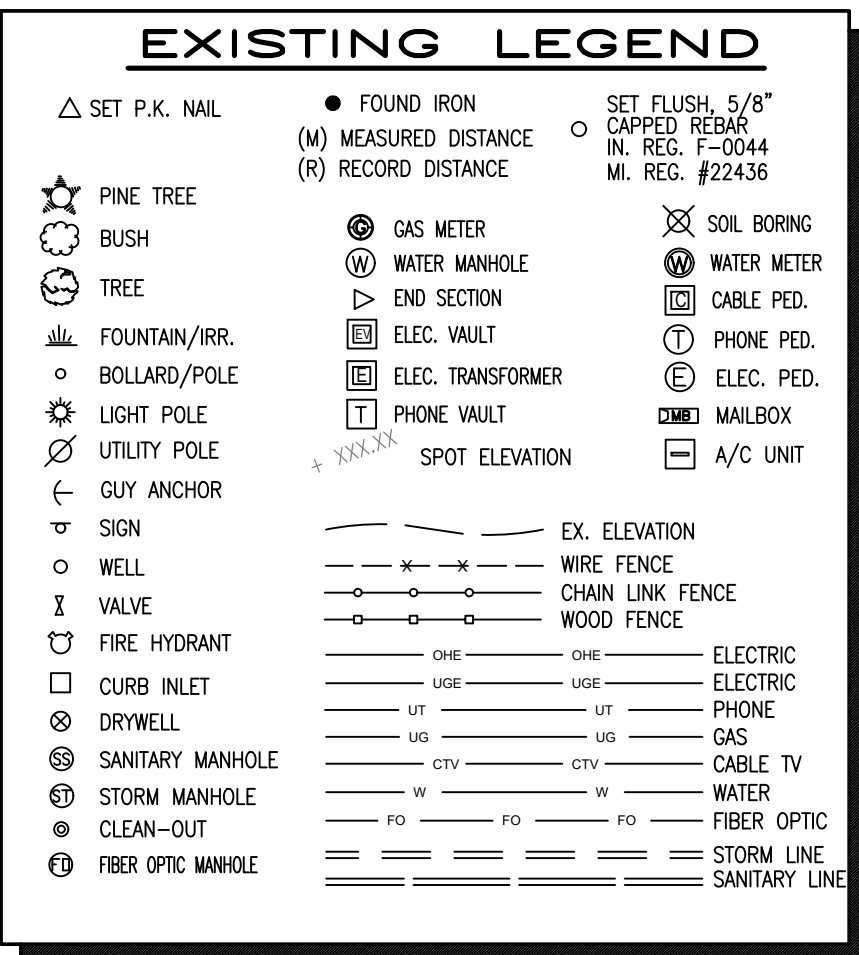 EXISTING LEGEND
SET P.K. NAIL
FOUND IRON
(M) MEASURED DISTANCE
(R) RECORD DISTANCE
SET FLUSH, 5/8"
CAPPED REBAR
IN. REG. F-0044
MI. REG. #22436
PINE TREE
BUSH
TREE
FOUNTAIN/IRR.
BOLLARD/POLE
LIGHT POLE
UTILITY POLE
GUY ANCHOR
SIGN
WELL
VALVE
FIRE HYDRANT
CURB INLET
DRYWELL
SS SANITARY MANHOLE
ST STORM MANHOLE
CLEAN-OUT
FO FIBER OPTIC MANHOLE
G GAS METER
W WATER MANHOLE
END SECTION
EV ELEC. VAULT
E ELEC. TRANSFORMER
T PHONE VAULT
+ XXX.XX SPOT ELEVATION
SOIL BORING
W WATER METER
C CABLE PED.
T PHONE PED.
E ELEC. PED.
MB MAILBOX
A/C UNIT
EX. ELEVATION
WIRE FENCE
CHAIN LINK FENCE
WOOD FENCE
OHE OHE ELECTRIC
UGE UGE ELECTRIC
UT UT PHONE
UG UG GAS
CTV CTV CABLE TV
W W WATER
FO FO FO FIBER OPTIC
STORM LINE
SANITARY LINE